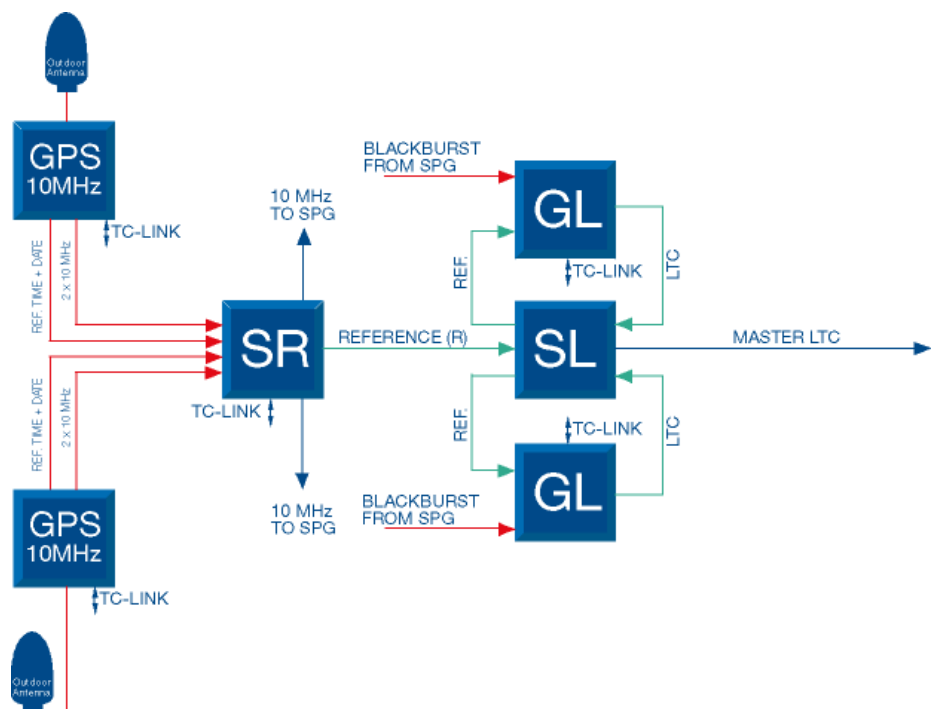 Outdoor
Antenna
GPS
10MHz
TC-LINK
REF. TIME + DATE
2 x 10 MHz
10 MHz
TO SPG
SR
TC-LINK
REFERENCE (R)
10 MHz
TO SPG
BLACKBURST
FROM SPG
GL
TC-LINK
REF.
LTC
SL
MASTER LTC
REF.
TC-LINK
LTC
GL
BLACKBURST
FROM SPG
REF. TIME + DATE
2 x 10 MHz
GPS
10MHz
TC-LINK
Outdoor
Antenna